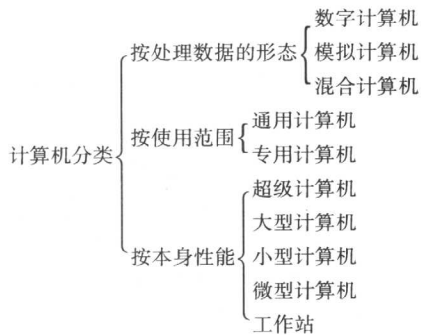 数字计算机
按处理数据的形态
模拟计算机
混合计算机
通用计算机
按使用范围
专用计算机
计算机分类
超级计算机
大型计算机
按本身性能
小型计算机
微型计算机
工作站